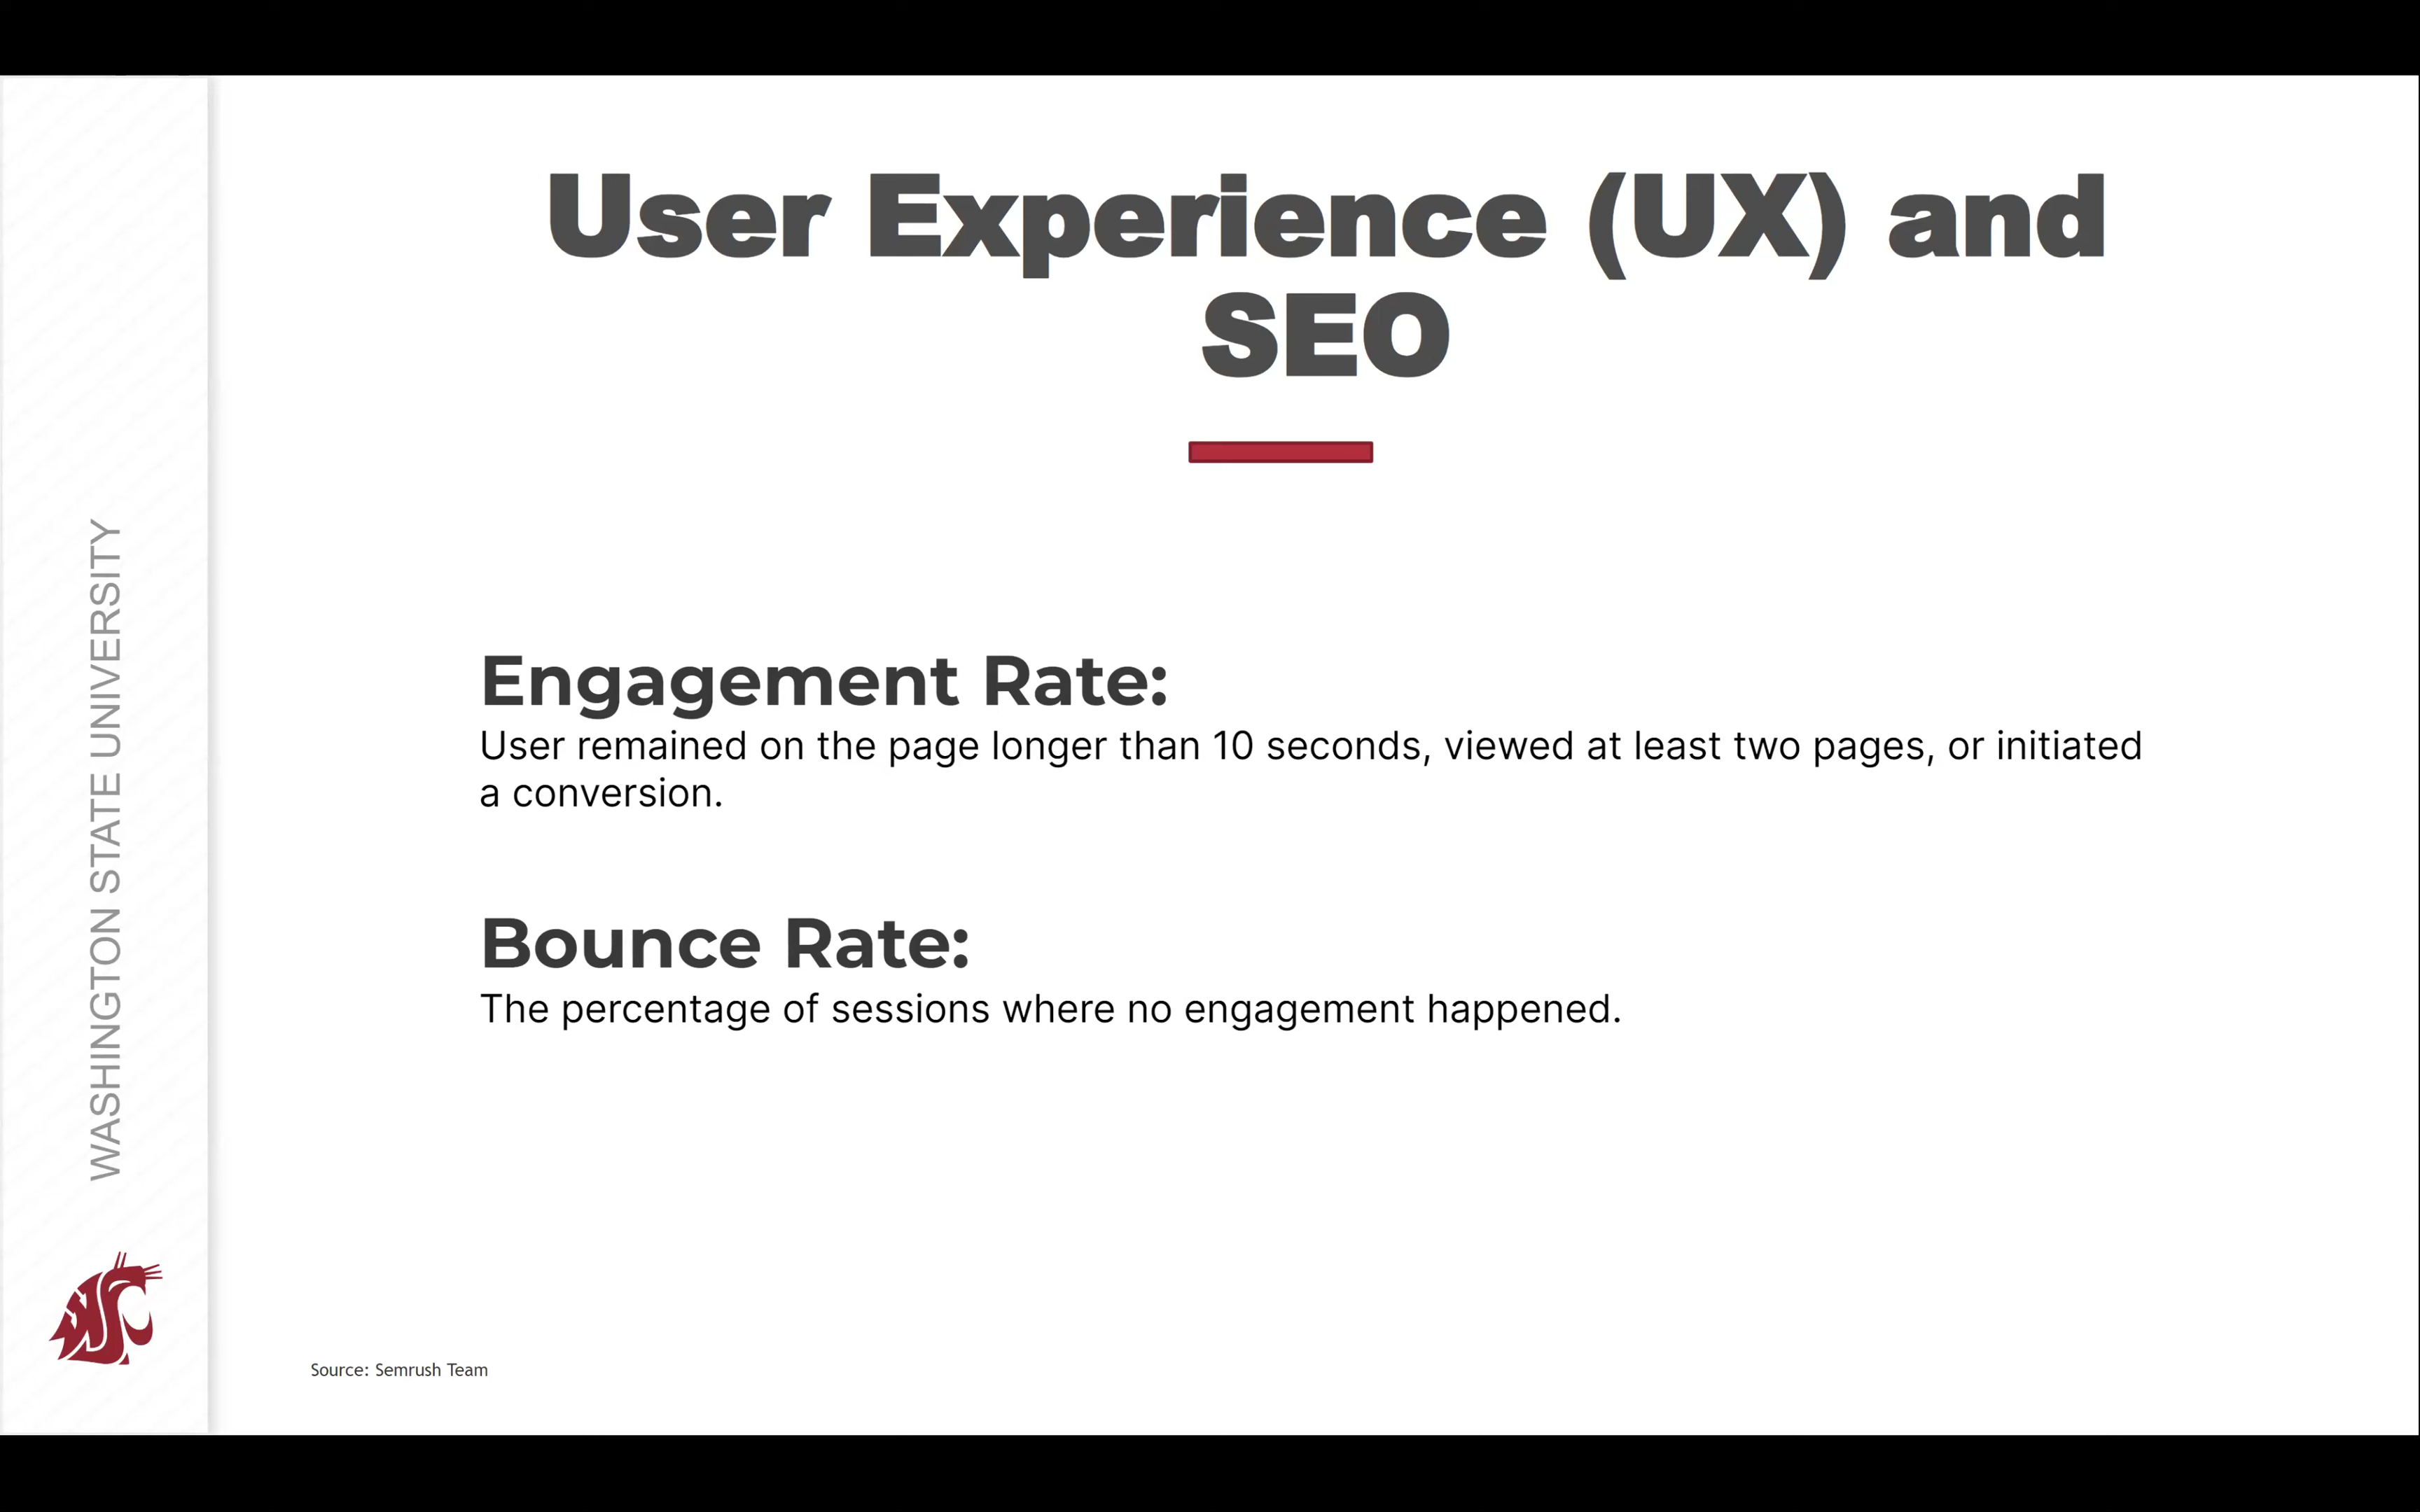 User Experience (UX) and
SEO
Engagement Rate:
User remained on the page longer than 10 seconds, viewed at least two pages, or initiated
a conversion.
Bounce Rate:
The percentage of sessions where no engagement happened.
WASHINGTON STATE UNIVERSITY
WSC
Source: Semrush Team